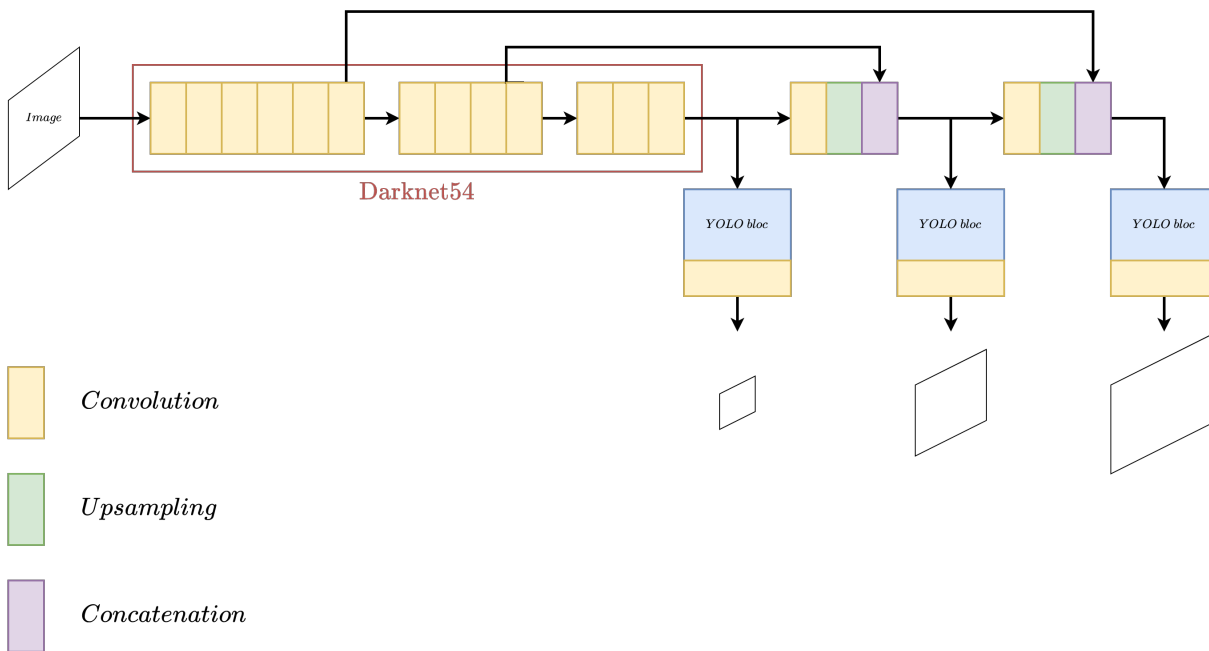 Image
Darknet54
YOLO bloc
YOLO bloc
YOLO bloc
Convolution
Upsampling
Concatenation